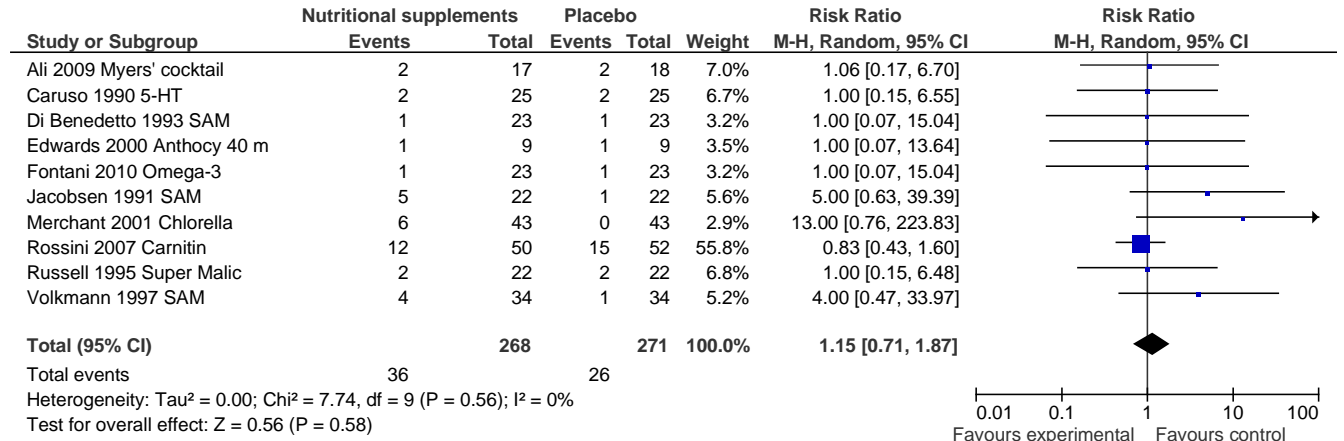 Nutritional supplements Placebo Risk Ratio Risk Ratio
Study or Subgroup Events Total Events Total Weight M-H, Random, 95% CI M-H, Random, 95% CI
Ali 2009 Myers' cocktail 2 17 2 18 7.0% 1.06 [0.17, 6.70]
Caruso 1990 5-HT 2 25 2 25 6.7% 1.00 [0.15, 6.55]
Di Benedetto 1993 SAM 1 23 1 23 3.2% 1.00 [0.07, 15.04]
Edwards 2000 Anthocy 40 m 1 9 1 9 3.5% 1.00 [0.07, 13.64]
Fontani 2010 Omega-3 1 23 1 23 3.2% 1.00 [0.07, 15.04]
Jacobsen 1991 SAM 5 22 1 22 5.6% 5.00 [0.63, 39.39]
Merchant 2001 Chlorella 6 43 0 43 2.9% 13.00 [0.76, 223.83]
Rossini 2007 Carnitin 12 50 15 52 55.8% 0.83 [0.43, 1.60]
Russell 1995 Super Malic 2 22 2 22 6.8% 1.00 [0.15, 6.48]
Volkmann 1997 SAM 4 34 1 34 5.2% 4.00 [0.47, 33.97]
Total (95% CI) 268 271 100.0% 1.15 [0.71, 1.87]
Total events 36 26
Heterogeneity: Tau² = 0.00; Chi² = 7.74, df = 9 (P = 0.56); I² = 0%
Test for overall effect: Z = 0.56 (P = 0.58)
0.01 0.1 1 10 100
Favours experimental Favours control